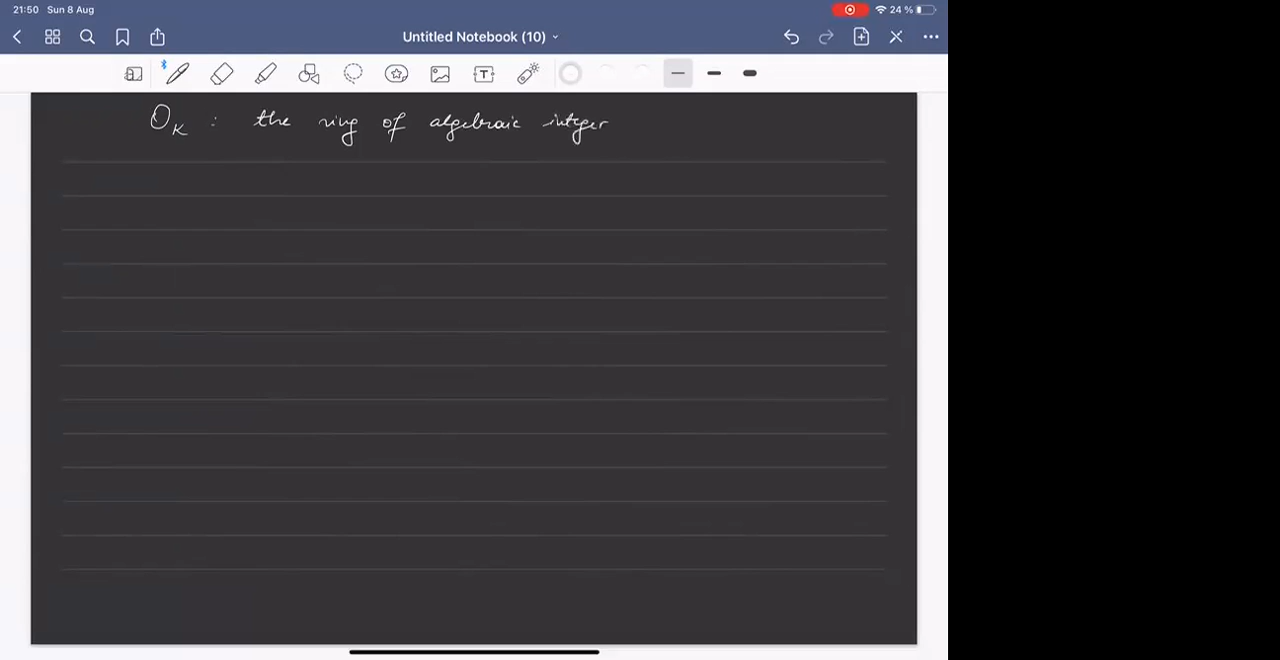 21:50 Sun 8 Aug 24 %
Untitled Notebook (10)
O_K : the ring of algebraic integer